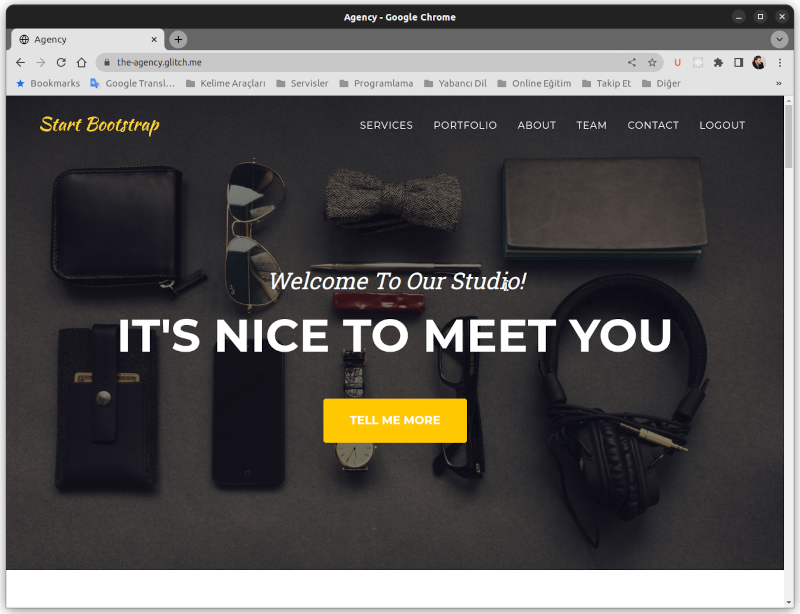 Agency - Google Chrome
Agency
the-agency.glitch.me
Bookmarks Google Transl... Kelime Araçları Servisler Programlama Yabancı Dil Online Eğitim Takip Et Diğer »
Start Bootstrap SERVICES PORTFOLIO ABOUT TEAM CONTACT LOGOUT
Welcome To Our Studio!
IT'S NICE TO MEET YOU
TELL ME MORE